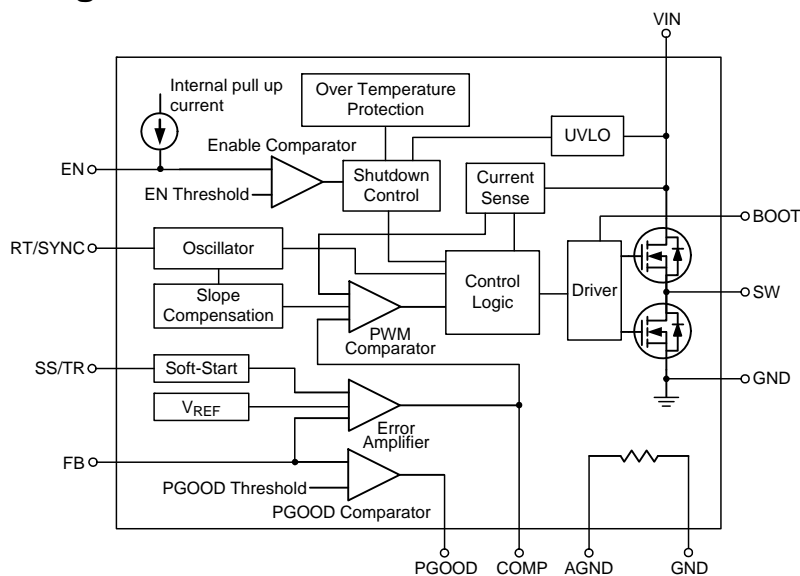 VIN
Internal pull up
current
Over Temperature
Protection
Enable Comparator
UVLO
EN
EN Threshold
Shutdown
Control
Current
Sense
BOOT
RT/SYNC
Oscillator
Control
Logic
Driver
SW
Slope
Compensation
PWM
Comparator
SS/TR
Soft-Start
GND
VREF
Error
Amplifier
FB
PGOOD Threshold
PGOOD Comparator
PGOOD
COMP
AGND
GND